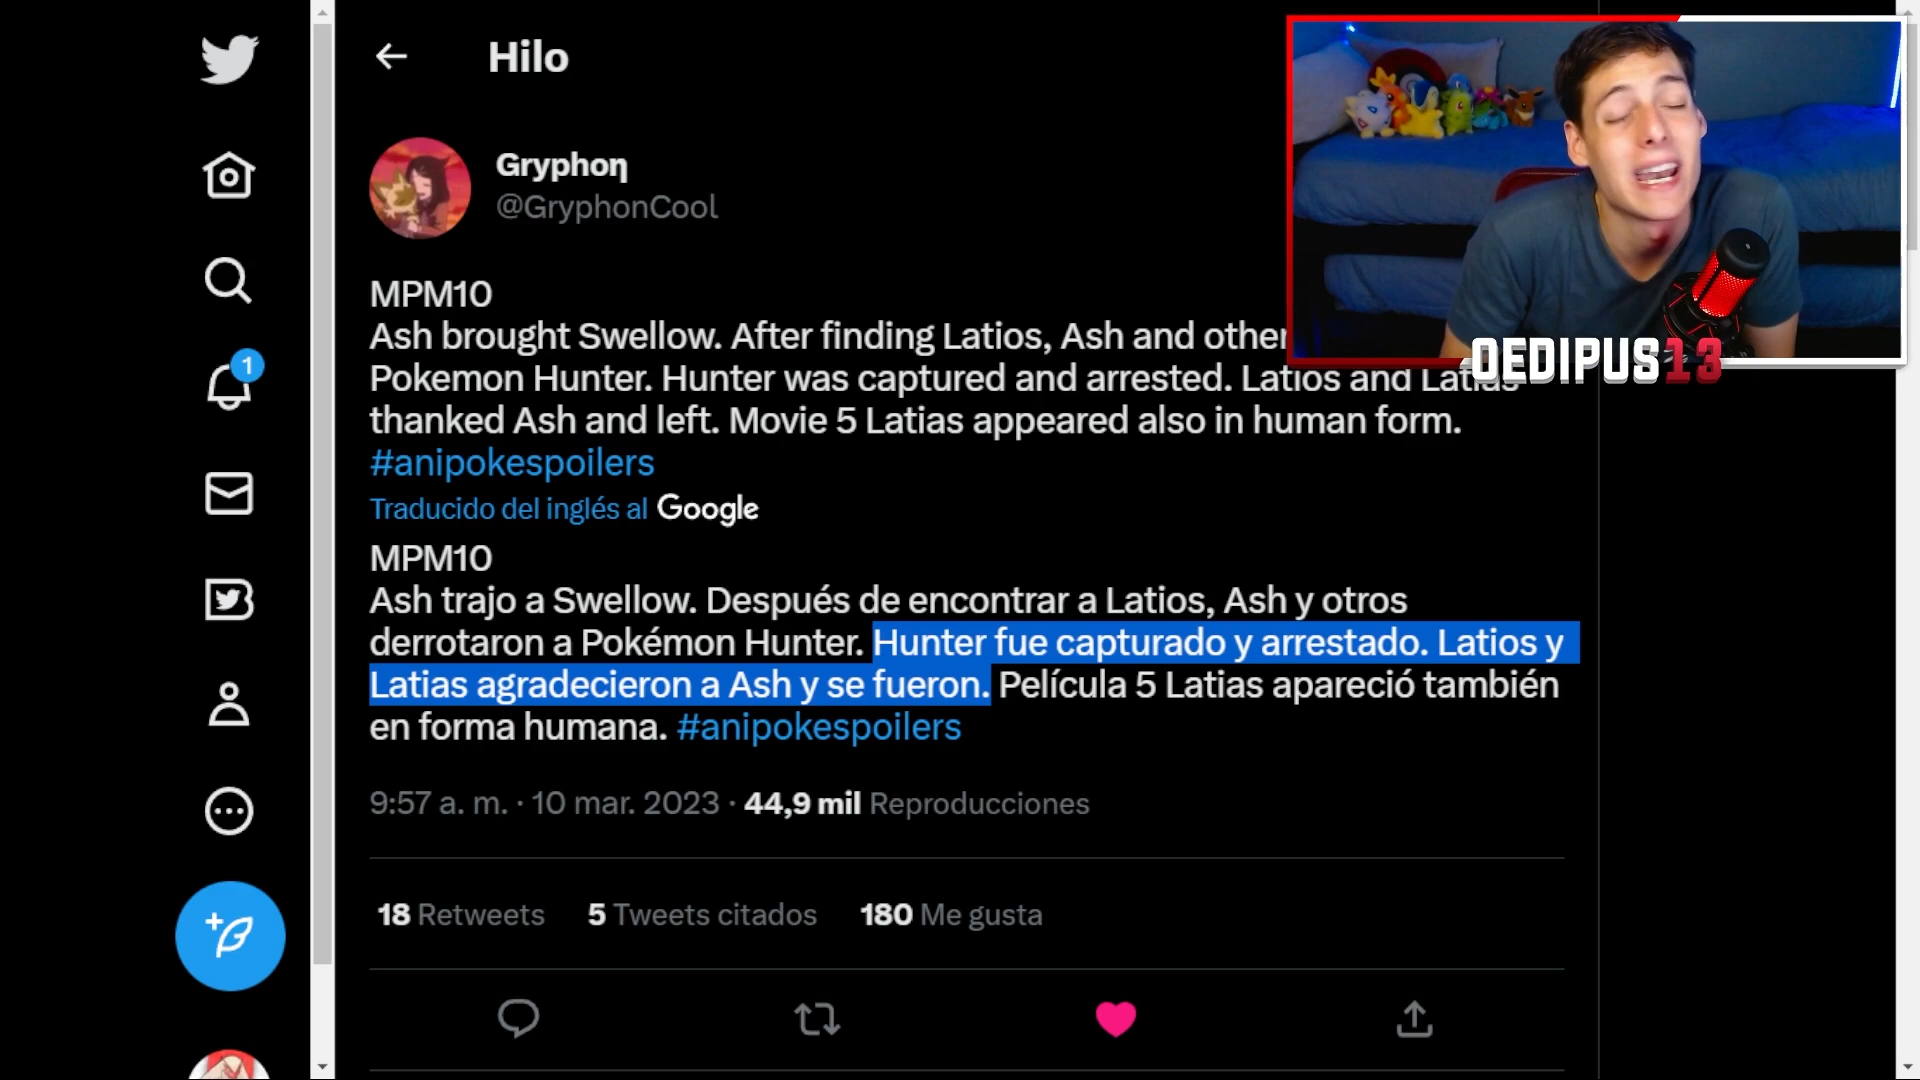 Hilo
Gryphoη
@GryphonCool
MPM10
Ash brought Swellow. After finding Latios, Ash and other
Pokemon Hunter. Hunter was captured and arrested. Latios and Latias
thanked Ash and left. Movie 5 Latias appeared also in human form.
#anipokespoilers
Traducido del inglés al Google
MPM10
Ash trajo a Swellow. Después de encontrar a Latios, Ash y otros
derrotaron a Pokémon Hunter. Hunter fue capturado y arrestado. Latios y
Latias agradecieron a Ash y se fueron. Película 5 Latias apareció también
en forma humana. #anipokespoilers
9:57 a. m. · 10 mar. 2023 · 44,9 mil Reproducciones
18 Retweets 5 Tweets citados 180 Me gusta
1
OEDIPUS13